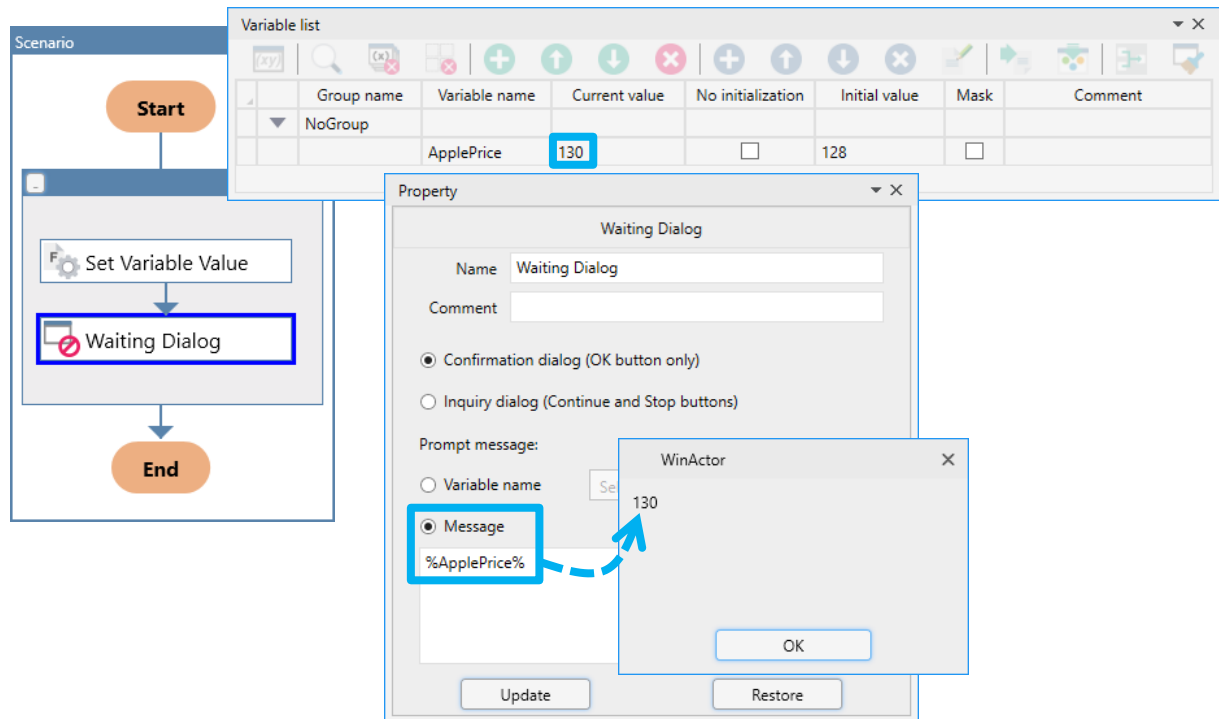 Scenario
Start
F
Set Variable Value
Waiting Dialog
End
Variable list
(xy) (x)
Group name Variable name Current value No initialization Initial value Mask Comment
NoGroup
ApplePrice 130 128
Property
Waiting Dialog
Name Waiting Dialog
Comment
Confirmation dialog (OK button only)
Inquiry dialog (Continue and Stop buttons)
Prompt message:
Variable name
Message
%ApplePrice%
Update Restore
WinActor
130
OK